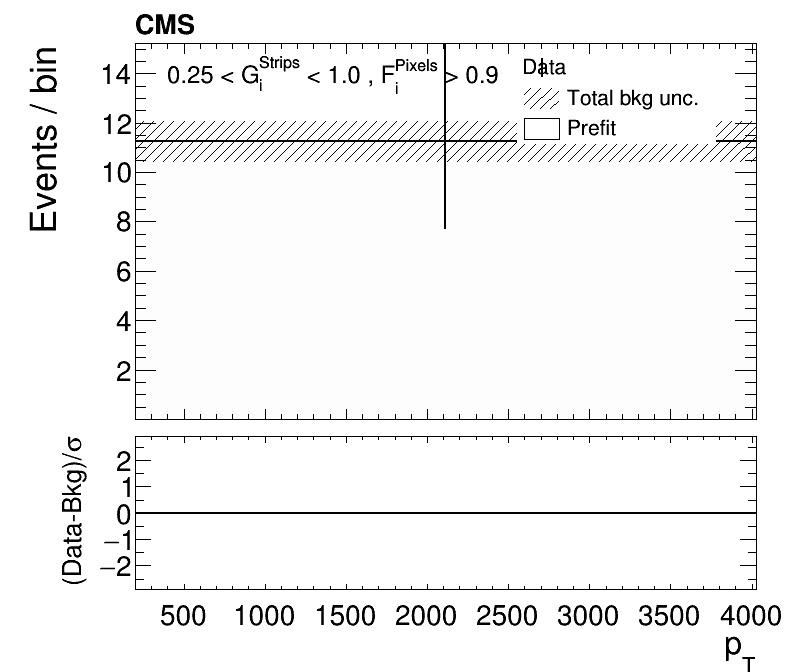 CMS
Events / bin
14
12
10
8
6
4
2
0.25 < G_i^Strips < 1.0 , F_i^Pixels > 0.9
Data
Total bkg unc.
Prefit
(Data-Bkg)/σ
2
1
0
−1
−2
500 1000 1500 2000 2500 3000 3500 4000
p_T